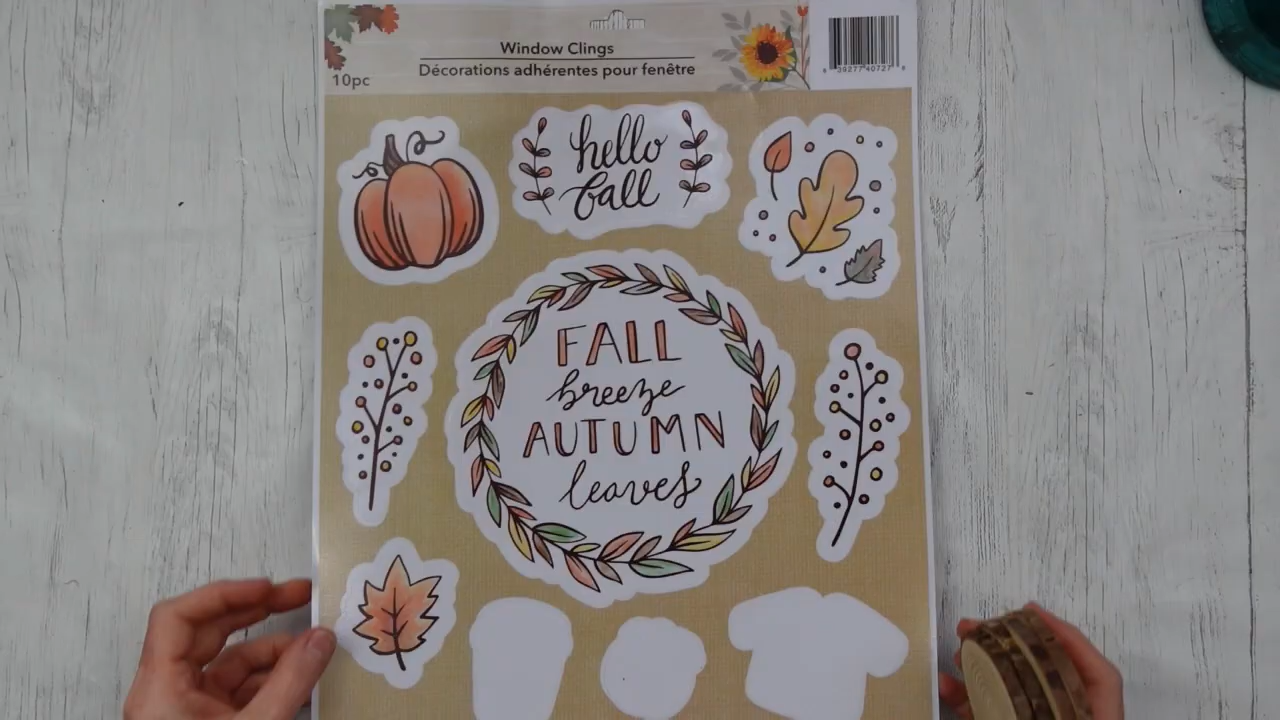 Window Clings
Décorations adhérentes pour fenêtre
10pc
hello
fall
FALL
breeze
AUTUMN
leaves